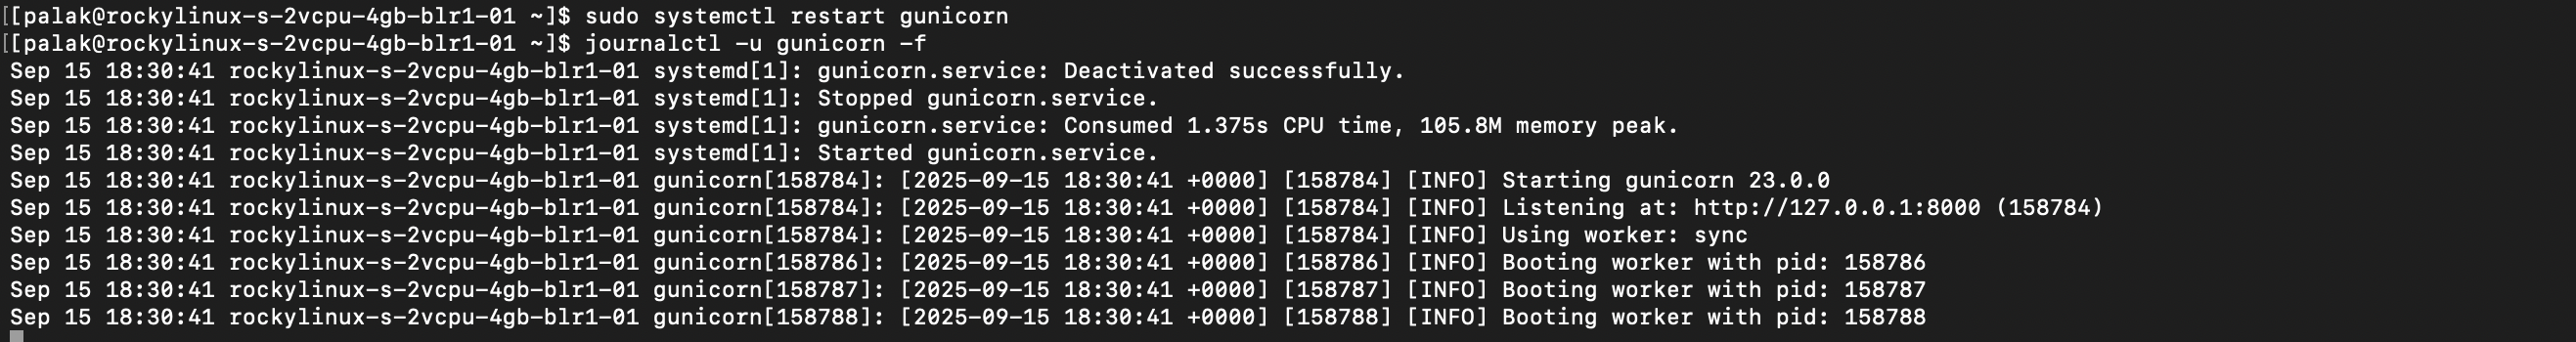 [[palak@rockylinux-s-2vcpu-4gb-blr1-01 ~]$ sudo systemctl restart gunicorn
[[palak@rockylinux-s-2vcpu-4gb-blr1-01 ~]$ journalctl -u gunicorn -f
Sep 15 18:30:41 rockylinux-s-2vcpu-4gb-blr1-01 systemd[1]: gunicorn.service: Deactivated successfully.
Sep 15 18:30:41 rockylinux-s-2vcpu-4gb-blr1-01 systemd[1]: Stopped gunicorn.service.
Sep 15 18:30:41 rockylinux-s-2vcpu-4gb-blr1-01 systemd[1]: gunicorn.service: Consumed 1.375s CPU time, 105.8M memory peak.
Sep 15 18:30:41 rockylinux-s-2vcpu-4gb-blr1-01 systemd[1]: Started gunicorn.service.
Sep 15 18:30:41 rockylinux-s-2vcpu-4gb-blr1-01 gunicorn[158784]: [2025-09-15 18:30:41 +0000] [158784] [INFO] Starting gunicorn 23.0.0
Sep 15 18:30:41 rockylinux-s-2vcpu-4gb-blr1-01 gunicorn[158784]: [2025-09-15 18:30:41 +0000] [158784] [INFO] Listening at: http://127.0.0.1:8000 (158784)
Sep 15 18:30:41 rockylinux-s-2vcpu-4gb-blr1-01 gunicorn[158784]: [2025-09-15 18:30:41 +0000] [158784] [INFO] Using worker: sync
Sep 15 18:30:41 rockylinux-s-2vcpu-4gb-blr1-01 gunicorn[158786]: [2025-09-15 18:30:41 +0000] [158786] [INFO] Booting worker with pid: 158786
Sep 15 18:30:41 rockylinux-s-2vcpu-4gb-blr1-01 gunicorn[158787]: [2025-09-15 18:30:41 +0000] [158787] [INFO] Booting worker with pid: 158787
Sep 15 18:30:41 rockylinux-s-2vcpu-4gb-blr1-01 gunicorn[158788]: [2025-09-15 18:30:41 +0000] [158788] [INFO] Booting worker with pid: 158788